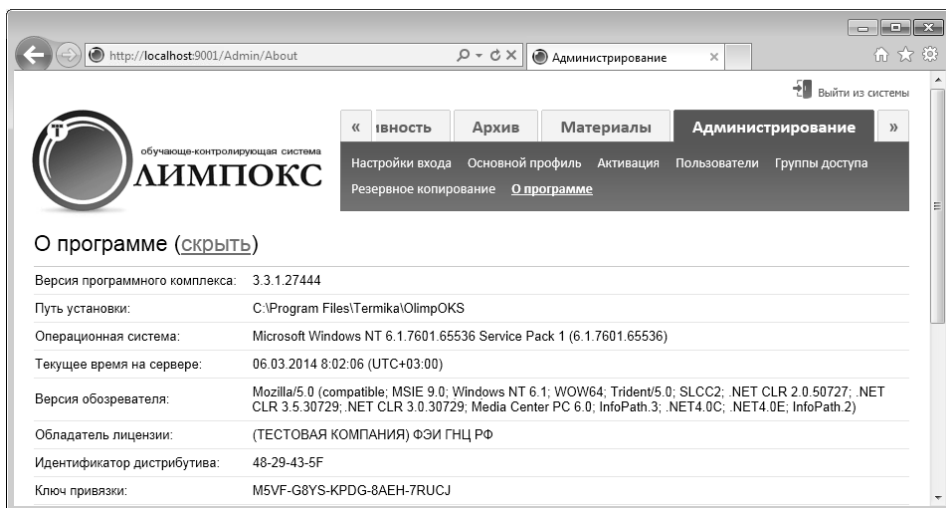 http://localhost:9001/Admin/About
Администрирование
Выйти из системы
« ивность Архив Материалы Администрирование »
обучающе-контролирующая система
ЛИМПОКС
Настройки входа Основной профиль Активация Пользователи Группы доступа
Резервное копирование О программе
О программе (скрыть)
Версия программного комплекса: 3.3.1.27444
Путь установки: C:\Program Files\Termika\OlimpOKS
Операционная система: Microsoft Windows NT 6.1.7601.65536 Service Pack 1 (6.1.7601.65536)
Текущее время на сервере: 06.03.2014 8:02:06 (UTC+03:00)
Версия обозревателя: Mozilla/5.0 (compatible; MSIE 9.0; Windows NT 6.1; WOW64; Trident/5.0; SLCC2; .NET CLR 2.0.50727; .NET
CLR 3.5.30729; .NET CLR 3.0.30729; Media Center PC 6.0; InfoPath.3; .NET4.0C; .NET4.0E; InfoPath.2)
Обладатель лицензии: (ТЕСТОВАЯ КОМПАНИЯ) ФЭИ ГНЦ РФ
Идентификатор дистрибутива: 48-29-43-5F
Ключ привязки: M5VF-G8YS-KPDG-8AEH-7RUCJ